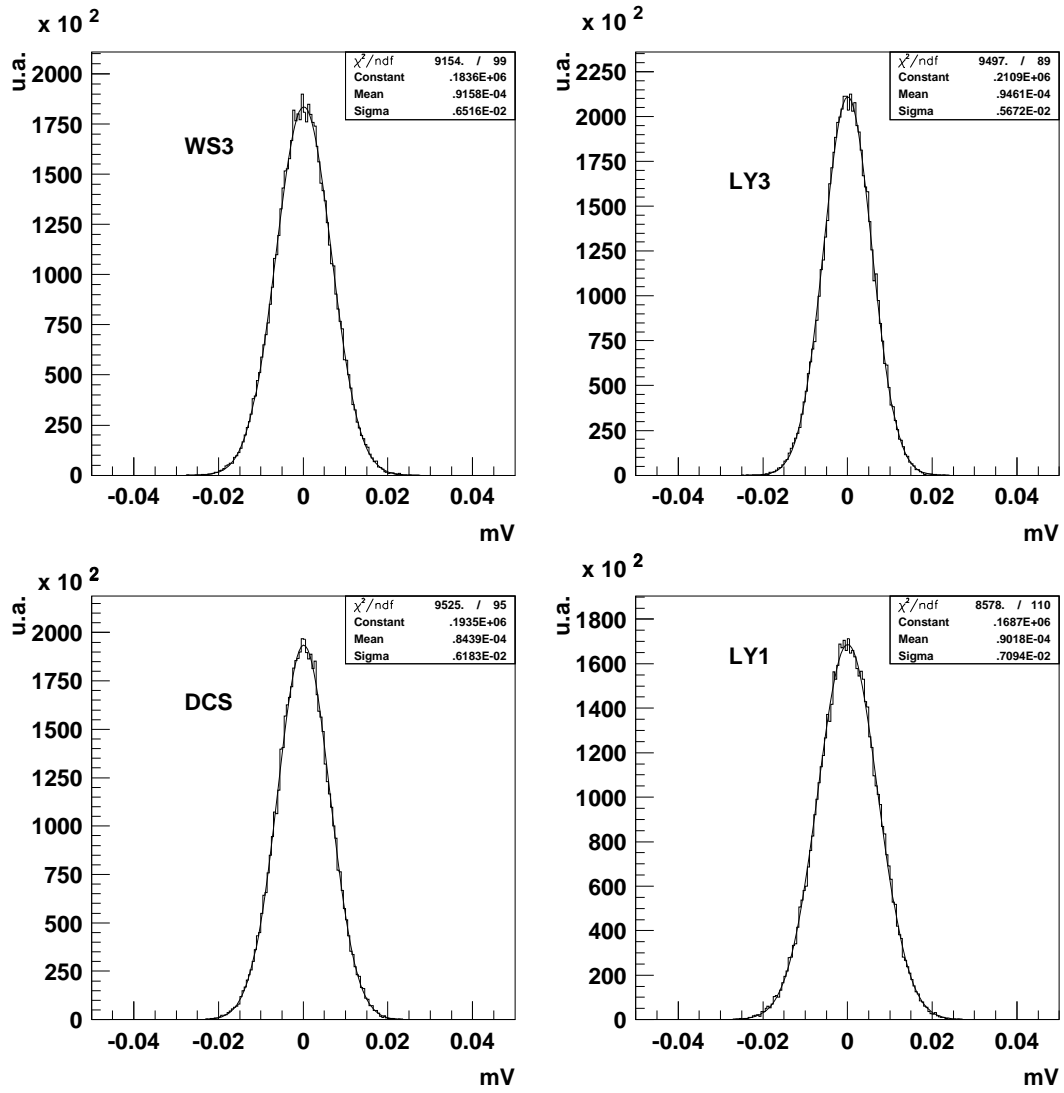 x 10 2
u.a.
χ²/ndf 9154. / 99
Constant .1836E+06
Mean .9158E-04
Sigma .6516E-02
WS3
2000
1750
1500
1250
1000
750
500
250
0
-0.04 -0.02 0 0.02 0.04
mV
x 10 2
u.a.
χ²/ndf 9497. / 89
Constant .2109E+06
Mean .9461E-04
Sigma .5672E-02
LY3
2250
2000
1750
1500
1250
1000
750
500
250
0
-0.04 -0.02 0 0.02 0.04
mV
x 10 2
u.a.
χ²/ndf 9525. / 95
Constant .1935E+06
Mean .8439E-04
Sigma .6183E-02
DCS
2000
1750
1500
1250
1000
750
500
250
0
-0.04 -0.02 0 0.02 0.04
mV
x 10 2
u.a.
χ²/ndf 8578. / 110
Constant .1687E+06
Mean .9018E-04
Sigma .7094E-02
LY1
1800
1600
1400
1200
1000
800
600
400
200
0
-0.04 -0.02 0 0.02 0.04
mV